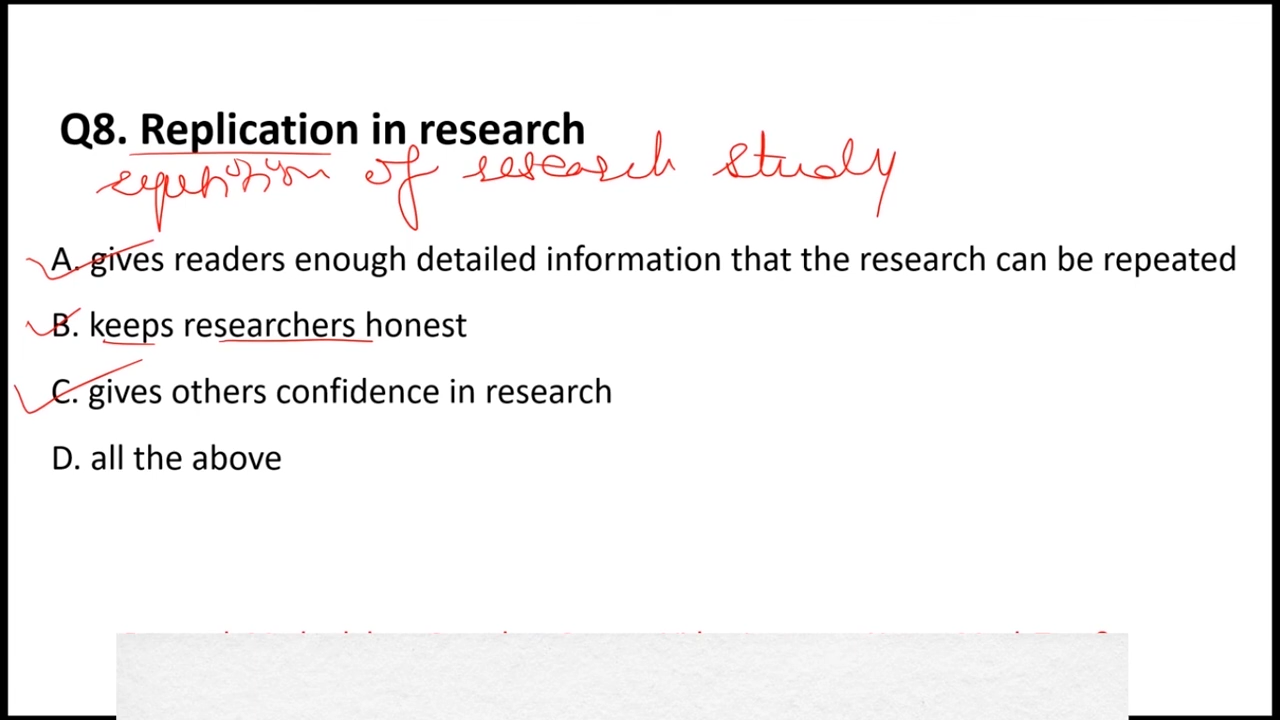 Q8. Replication in research
repetition of research study
A. gives readers enough detailed information that the research can be repeated
B. keeps researchers honest
C. gives others confidence in research
D. all the above